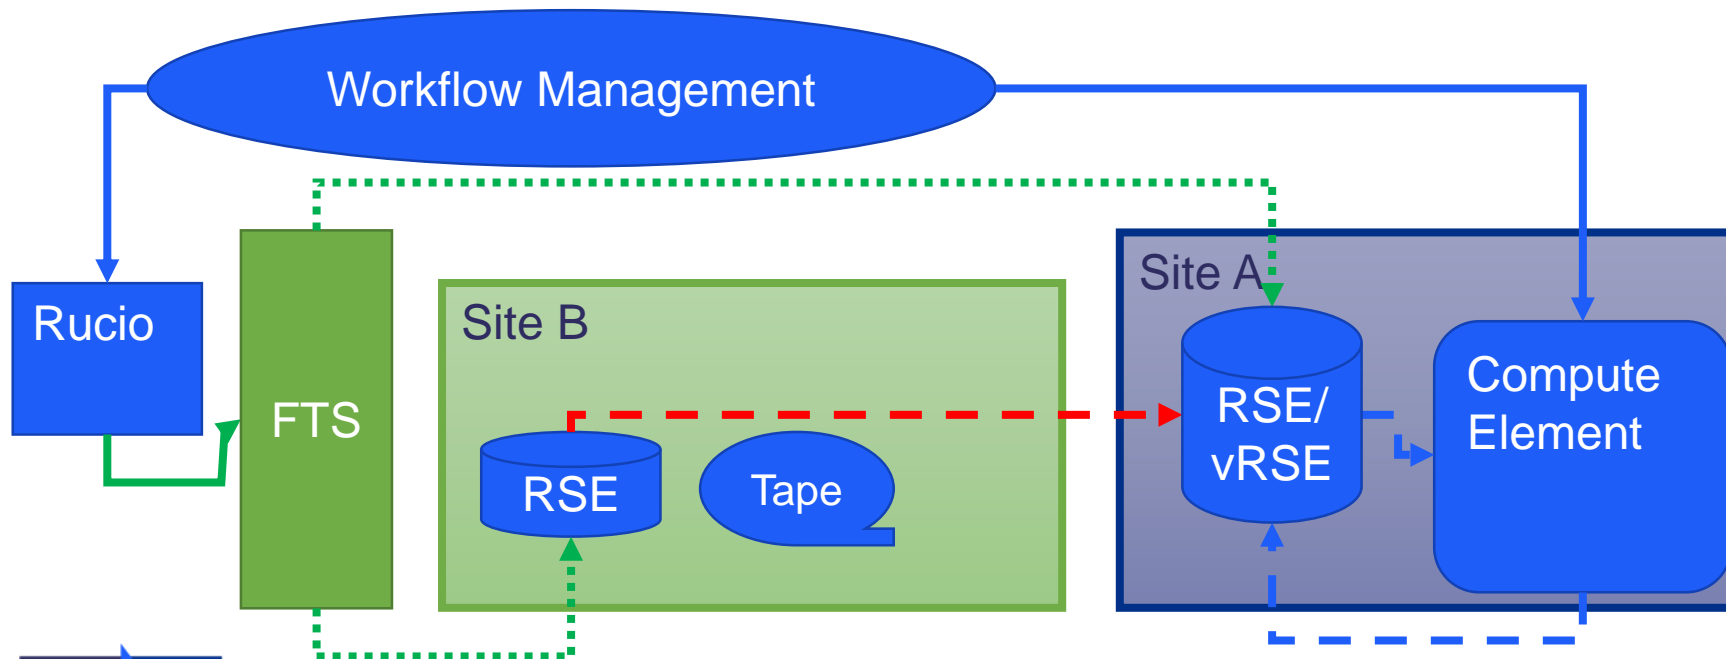 Workflow Management
Rucio
FTS
Site B
RSE
Tape
Site A
RSE/
vRSE
Compute
Element